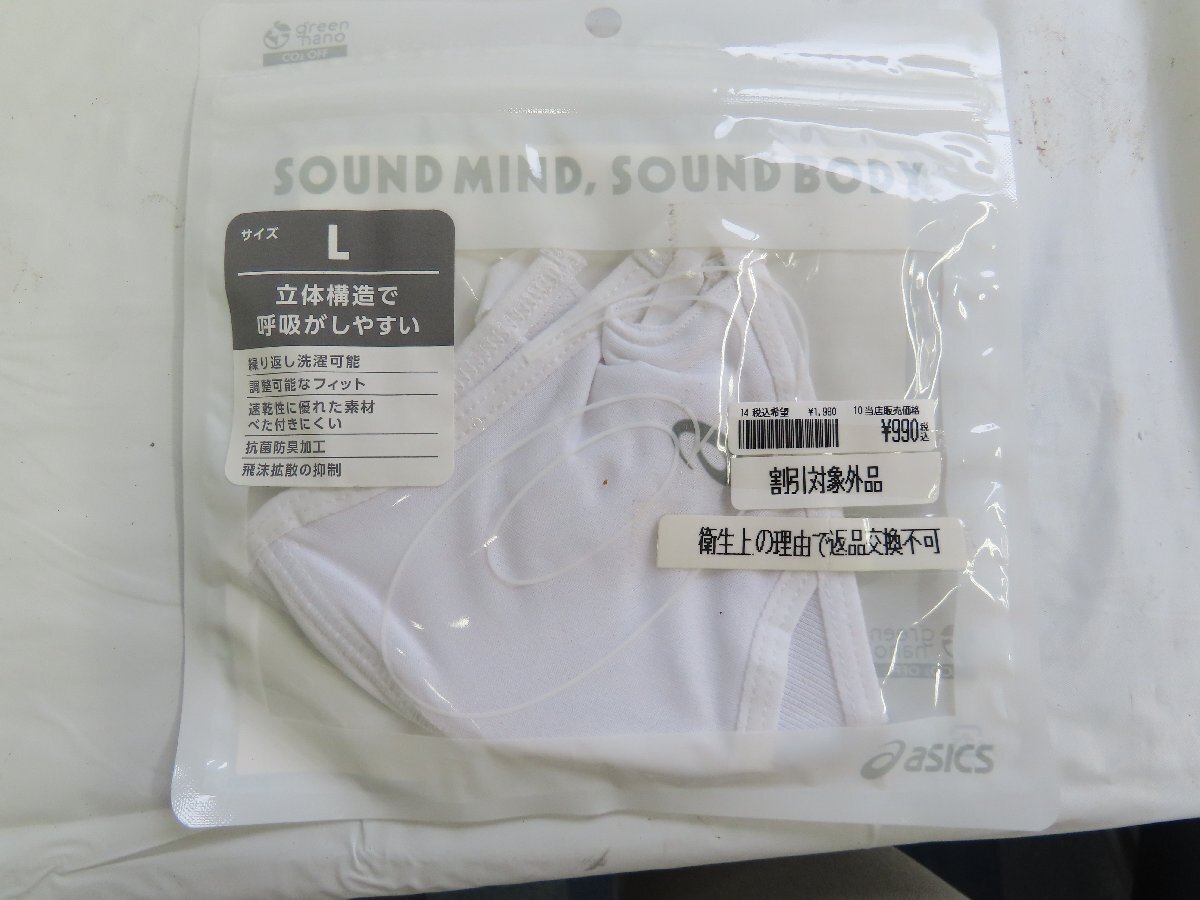 green
nano
CO2 OFF
SOUND MIND, SOUND BODY
サイズ
L
立体構造で
呼吸がしやすい
繰り返し洗濯可能
調整可能なフィット
速乾性に優れた素材
べた付きにくい
抗菌防臭加工
飛沫拡散の抑制
14 税込希望 ¥1,980 10 当店販売価格
¥990 税込
割引対象外品
衛生上の理由で返品交換不可
green
nano
CO2 OFF
asics